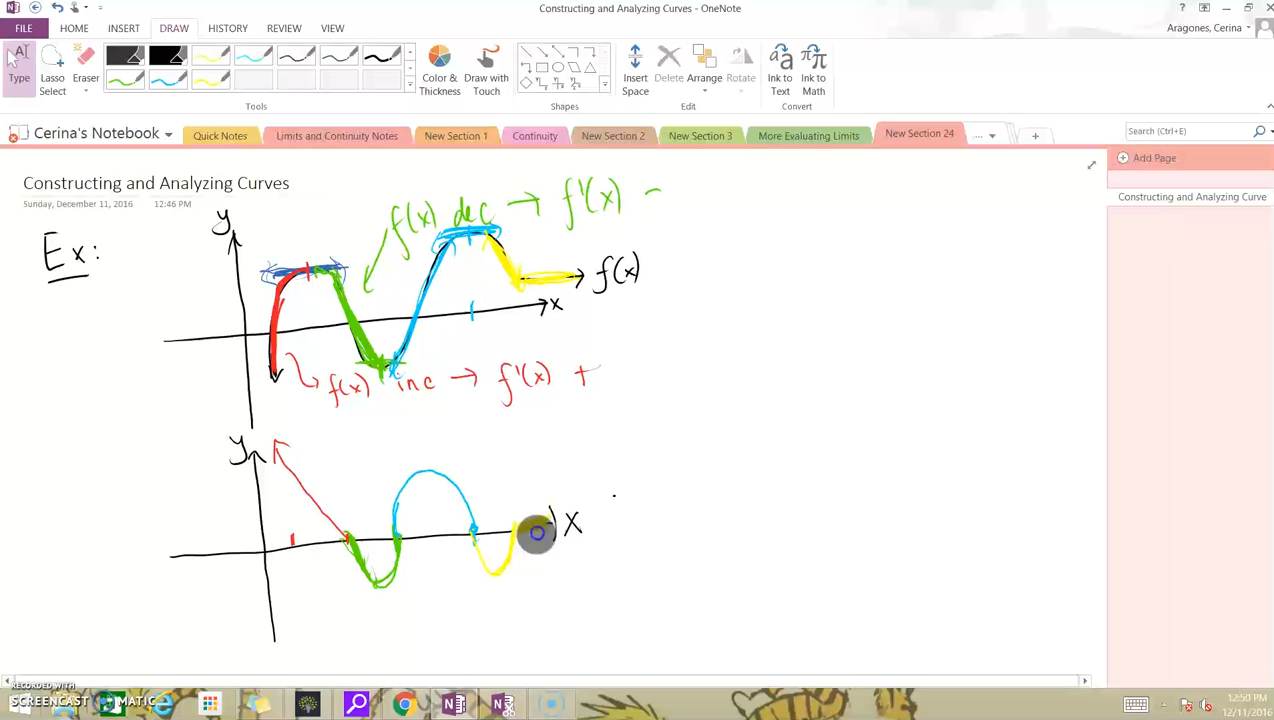 Constructing and Analyzing Curves - OneNote
?
FILE HOME INSERT DRAW HISTORY REVIEW VIEW
Aragones, Cerina
Type
Lasso Select
Eraser
Color & Thickness
Draw with Touch
Insert Space
Delete
Arrange
Rotate
Ink to Text
Ink to Math
Tools
Shapes
Edit
Convert
Cerina's Notebook
Quick Notes
Limits and Continuity Notes
New Section 1
Continuity
New Section 2
New Section 3
More Evaluating Limits
New Section 24
...
Search (Ctrl+E)
Add Page
Constructing and Analyzing Curve
Constructing and Analyzing Curves
Sunday, December 11, 2016 12:46 PM
Ex:
y
f(x) dec → f'(x) -
f(x)
x
f(x) inc → f'(x) +
y
x
RECORDED WITH
SCREENCAST MATIC
12:50 PM
12/11/2016